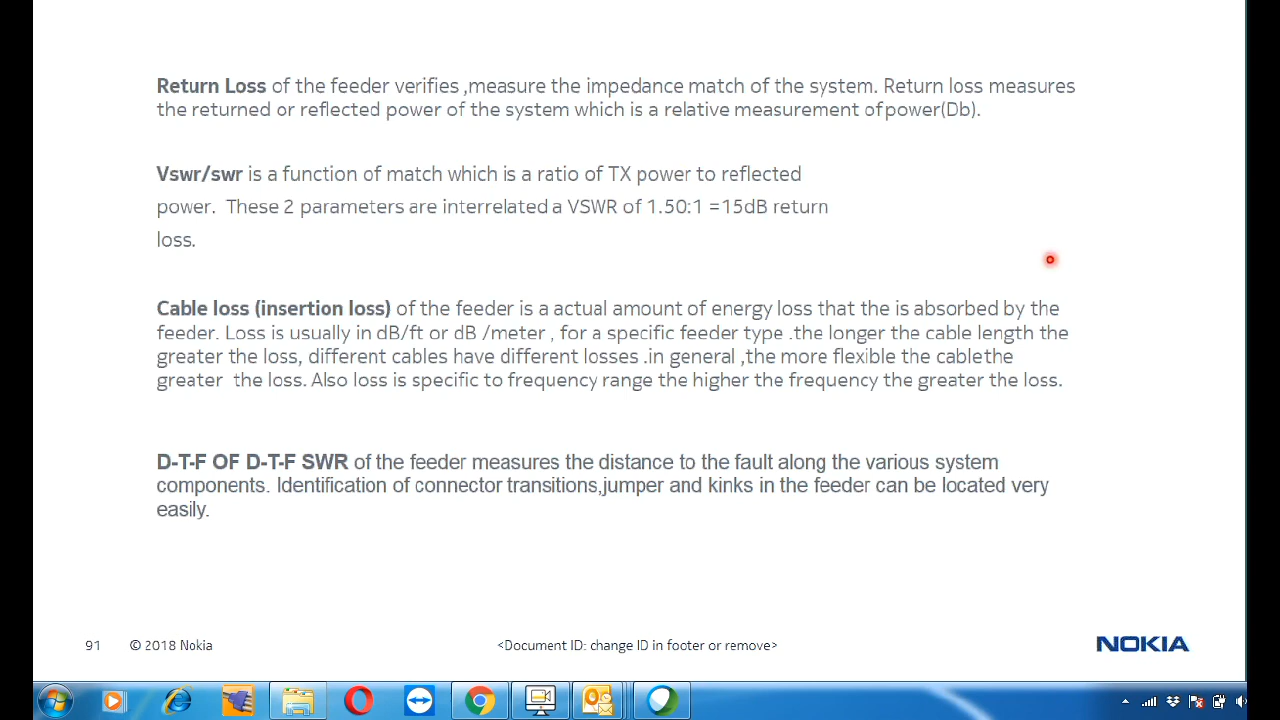 Return Loss of the feeder verifies ,measure the impedance match of the system. Return loss measures
the returned or reflected power of the system which is a relative measurement of power(Db).
Vswr/swr is a function of match which is a ratio of TX power to reflected
power. These 2 parameters are interrelated a VSWR of 1.50:1 =15dB return
loss.
Cable loss (insertion loss) of the feeder is a actual amount of energy loss that the is absorbed by the
feeder. Loss is usually in dB/ft or dB /meter , for a specific feeder type .the longer the cable length the
greater the loss, different cables have different losses .in general ,the more flexible the cablethe
greater the loss. Also loss is specific to frequency range the higher the frequency the greater the loss.
D-T-F OF D-T-F SWR of the feeder measures the distance to the fault along the various system
components. Identification of connector transitions,jumper and kinks in the feeder can be located very
easily.
91 © 2018 Nokia <Document ID: change ID in footer or remove> NOKIA